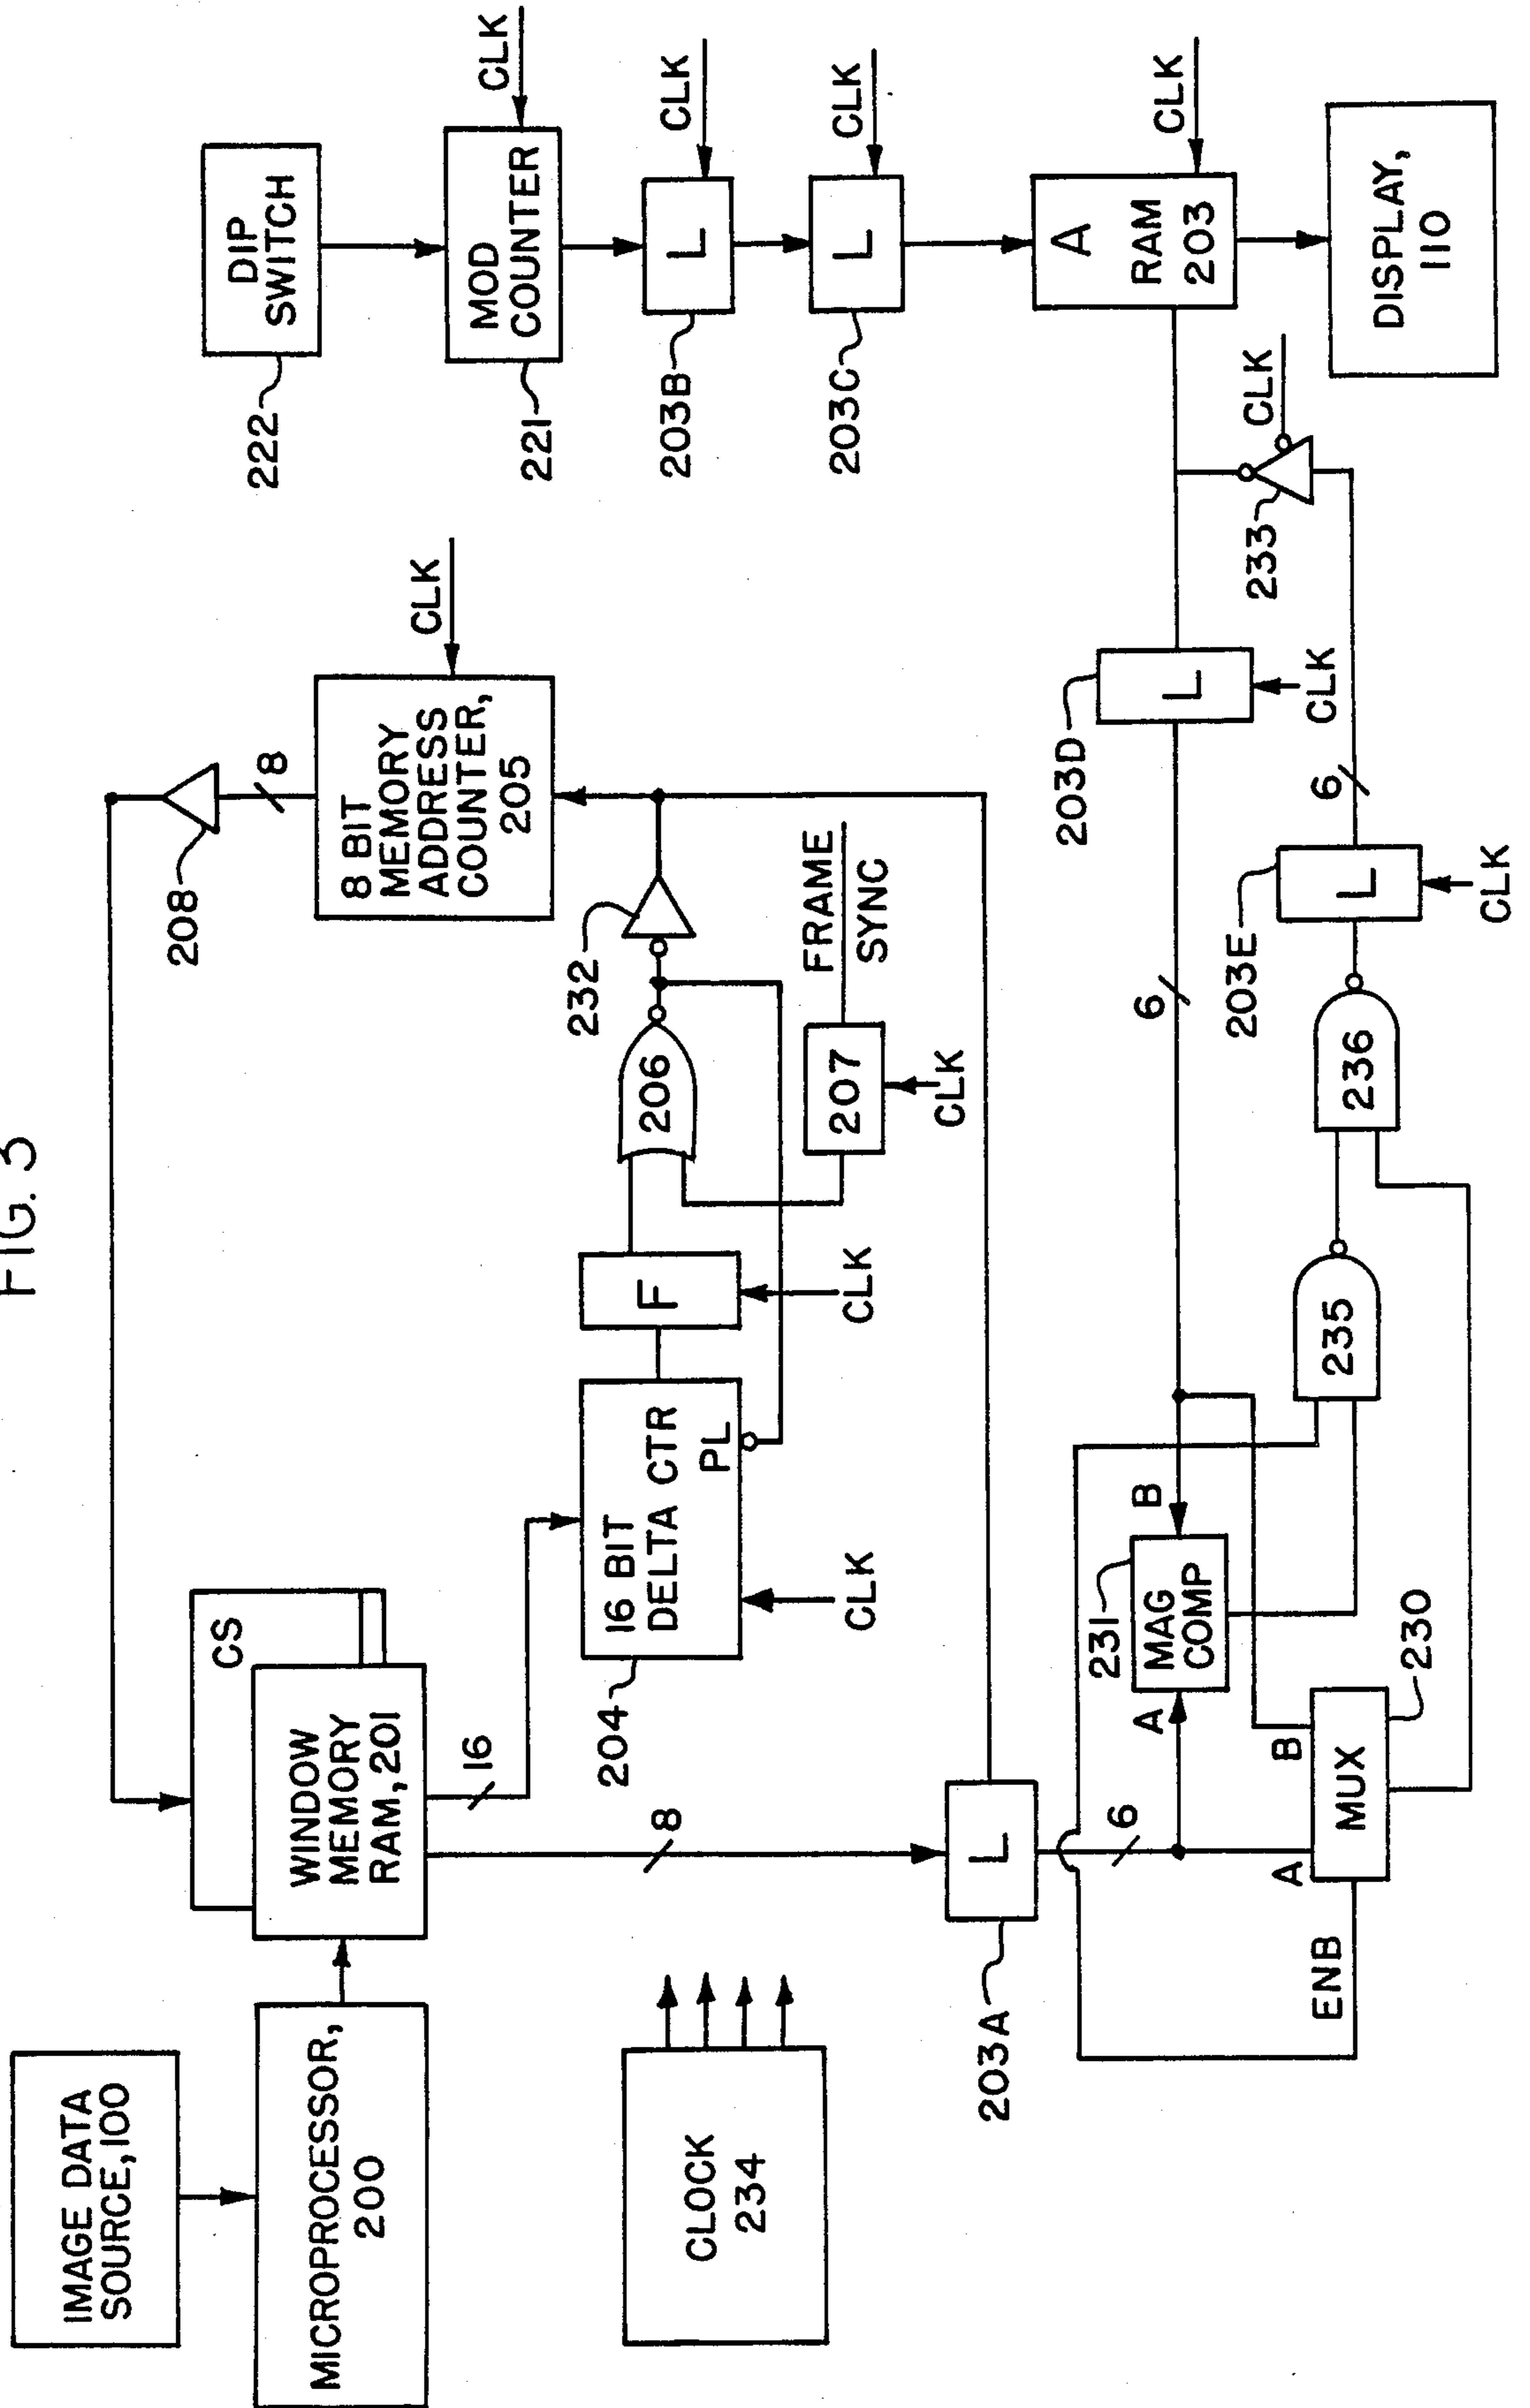 FIG. 3
IMAGE DATA
SOURCE,100
MICROPROCESSOR,
200
CS
WINDOW
MEMORY
RAM,201
16
8
CLOCK
234
204
16 BIT
DELTA CTR
PL
CLK
F
CLK
206
207
CLK
FRAME
SYNC
232
208
8
8 BIT
MEMORY
ADDRESS
COUNTER,
205
CLK
222
DIP
SWITCH
221
MOD
COUNTER
CLK
203B
L
CLK
203C
L
CLK
A
RAM
203
CLK
DISPLAY,
110
203A
L
6
ENB
A
B
MUX
230
231
MAG
COMP
A
B
235
236
6
203D
L
CLK
203E
L
CLK
6
233
CLK